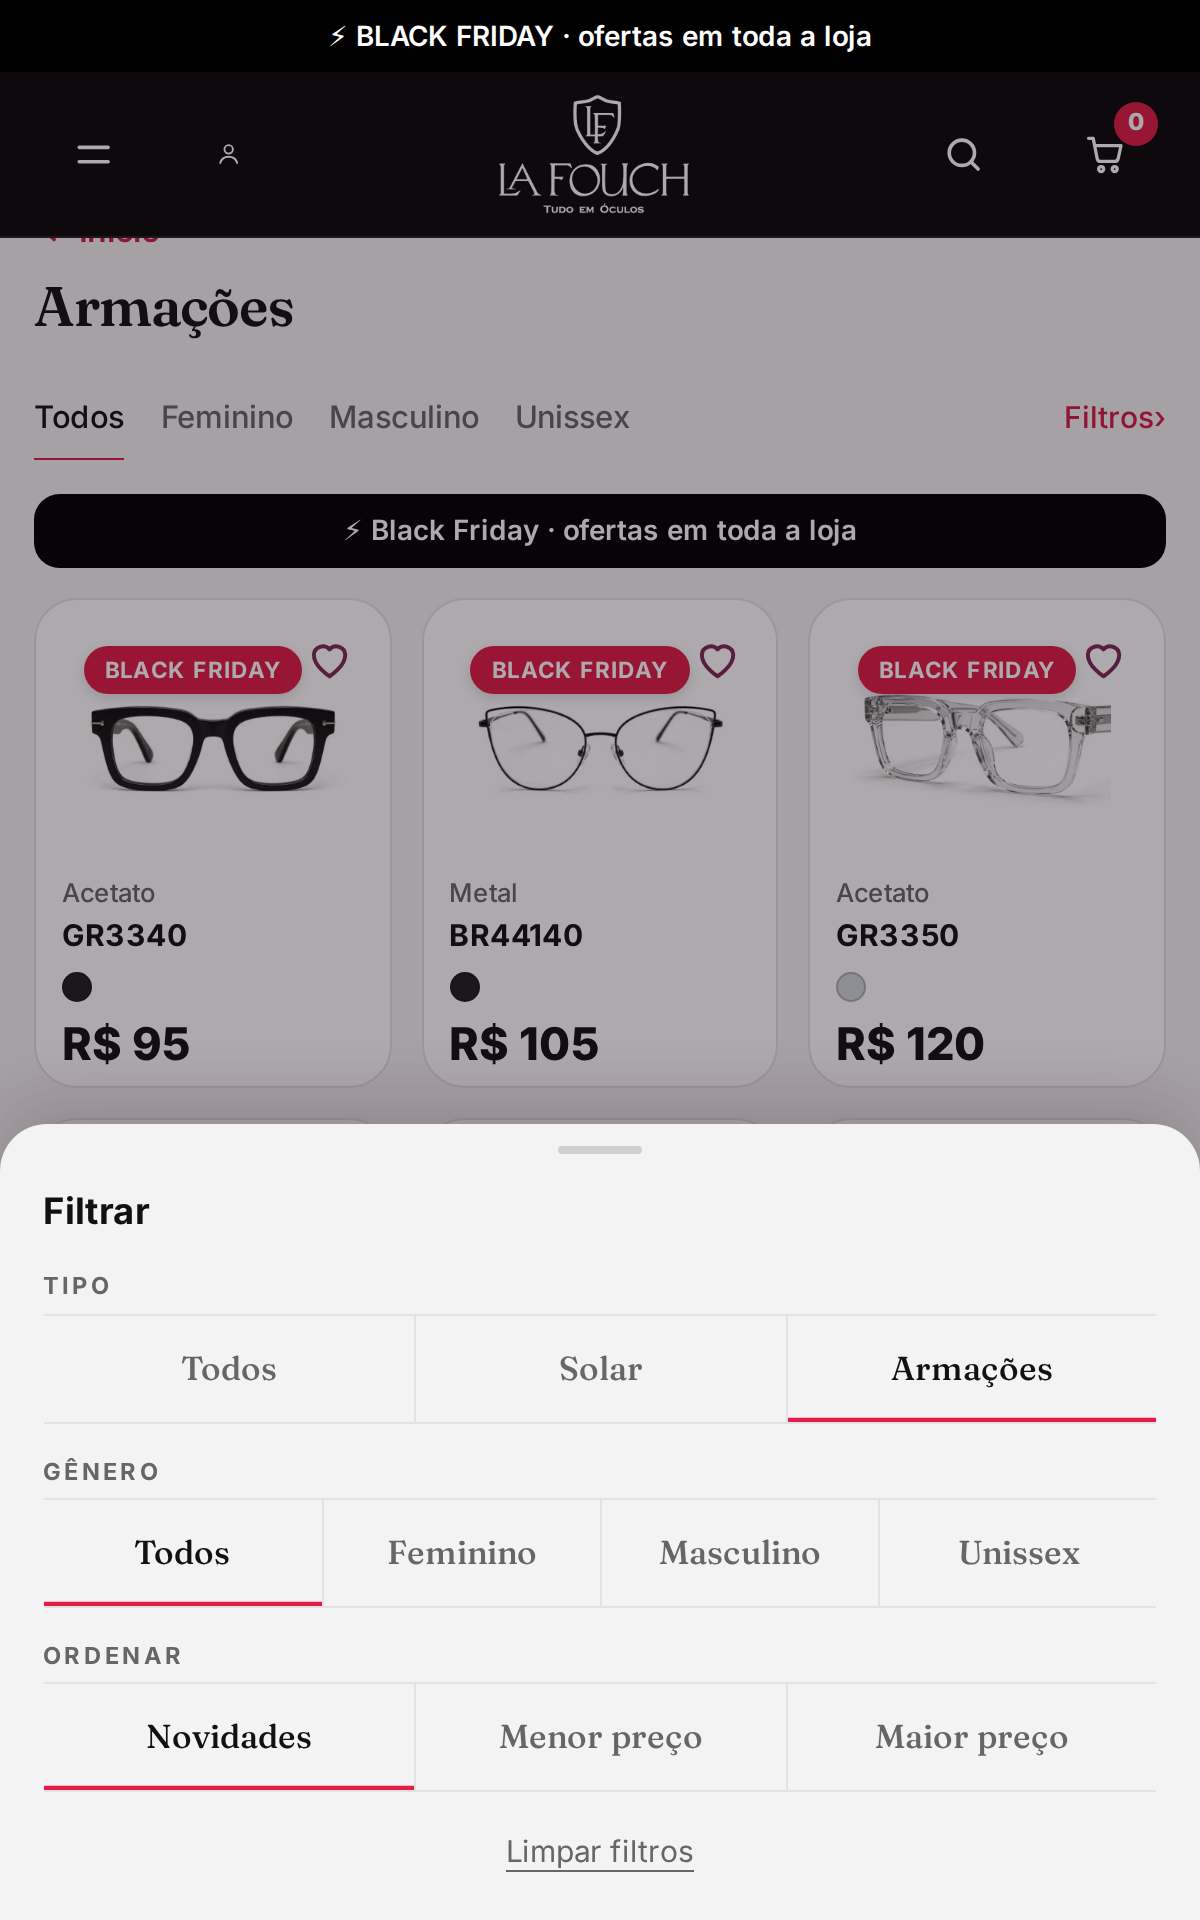 ⚡ BLACK FRIDAY · ofertas em toda a loja
0
LF
LA FOUCH
TUDO EM ÓCULOS
Início
Armações
Todos Feminino Masculino Unissex Filtros›
⚡ Black Friday · ofertas em toda a loja
BLACK FRIDAY BLACK FRIDAY BLACK FRIDAY
Acetato Metal Acetato
GR3340 BR44140 GR3350
R$ 95 R$ 105 R$ 120
Filtrar
TIPO
Todos Solar Armações
GÊNERO
Todos Feminino Masculino Unissex
ORDENAR
Novidades Menor preço Maior preço
Limpar filtros